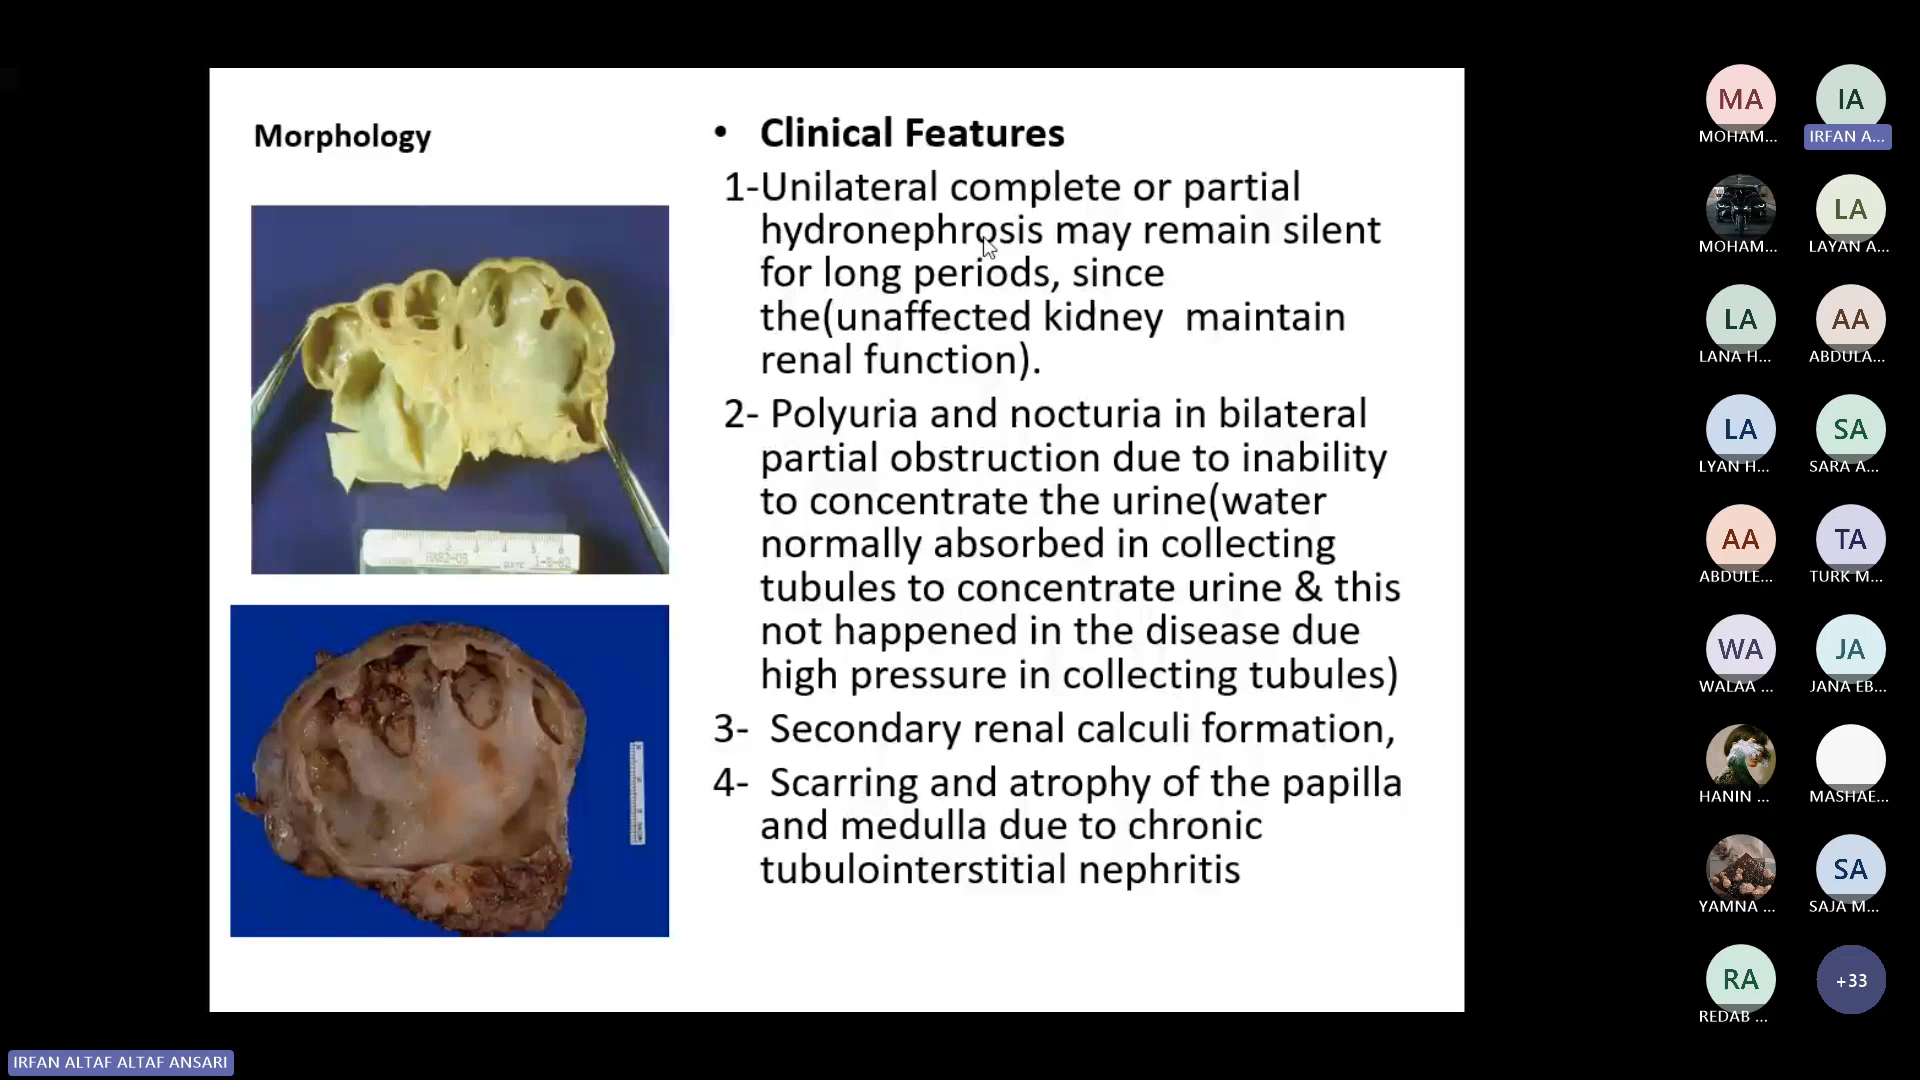 Morphology
• Clinical Features
1-Unilateral complete or partial
hydronephrosis may remain silent
for long periods, since
the(unaffected kidney  maintain
renal function).
2- Polyuria and nocturia in bilateral
partial obstruction due to inability
to concentrate the urine(water
normally absorbed in collecting
tubules to concentrate urine & this
not happened in the disease due
high pressure in collecting tubules)
3-  Secondary renal calculi formation,
4-  Scarring and atrophy of the papilla
and medulla due to chronic
tubulointerstitial nephritis
DATE
MA
MOHAM...
IA
IRFAN A...
MOHAM...
LA
LAYAN A...
LA
LANA H...
AA
ABDULA...
LA
LYAN H...
SA
SARA A...
AA
ABDULE...
TA
TURK M...
WA
WALAA ...
JA
JANA EB...
HANIN ...
MASHAE...
YAMNA ...
SA
SAJA M...
RA
REDAB ...
+33
IRFAN ALTAF ALTAF ANSARI